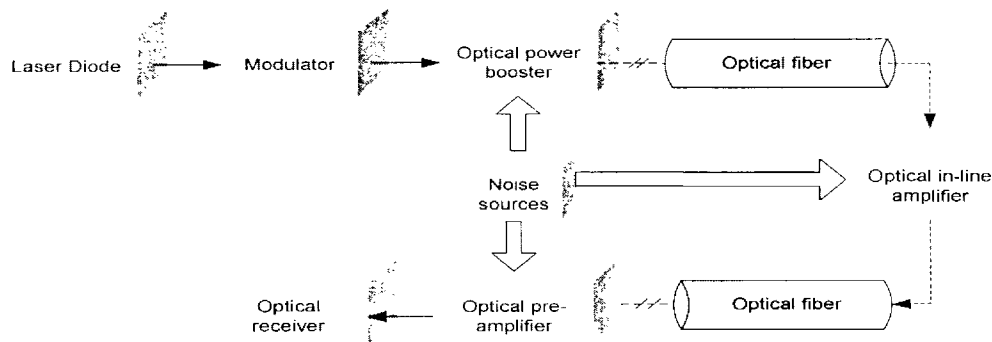 Laser Diode
Modulator
Optical power
booster
Optical fiber
Noise
sources
Optical in-line
amplifier
Optical
receiver
Optical pre-
amplifier
Optical fiber